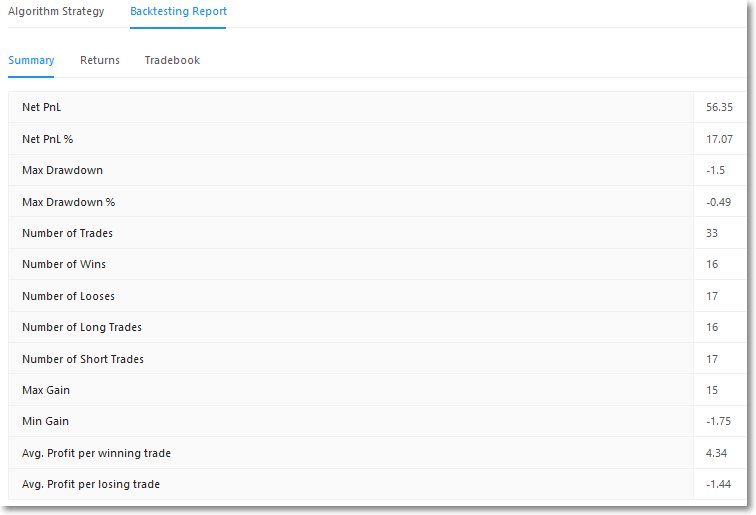 Algorithm Strategy Backtesting Report
Summary Returns Tradebook
Net PnL 56.35
Net PnL % 17.07
Max Drawdown -1.5
Max Drawdown % -0.49
Number of Trades 33
Number of Wins 16
Number of Looses 17
Number of Long Trades 16
Number of Short Trades 17
Max Gain 15
Min Gain -1.75
Avg. Profit per winning trade 4.34
Avg. Profit per losing trade -1.44